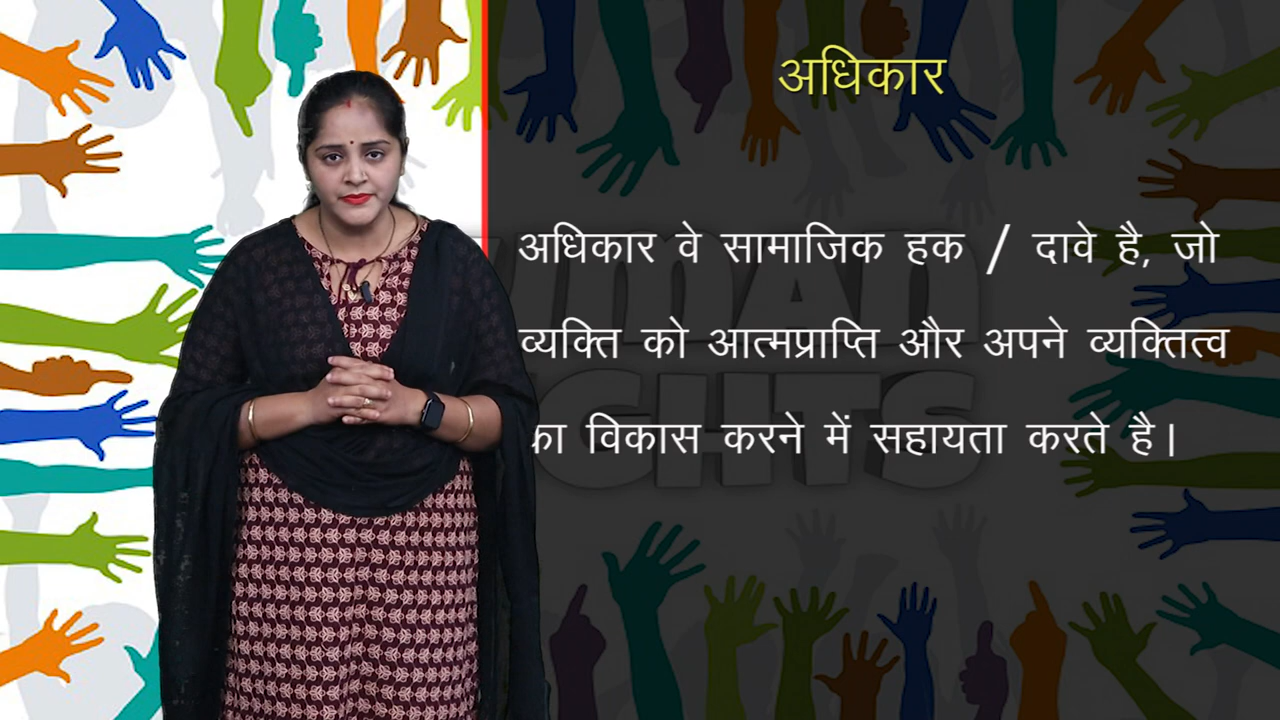 अधिकार
अधिकार वे सामाजिक हक / दावे है, जो
व्यक्ति को आत्मप्राप्ति और अपने व्यक्तित्व
का विकास करने में सहायता करते है।